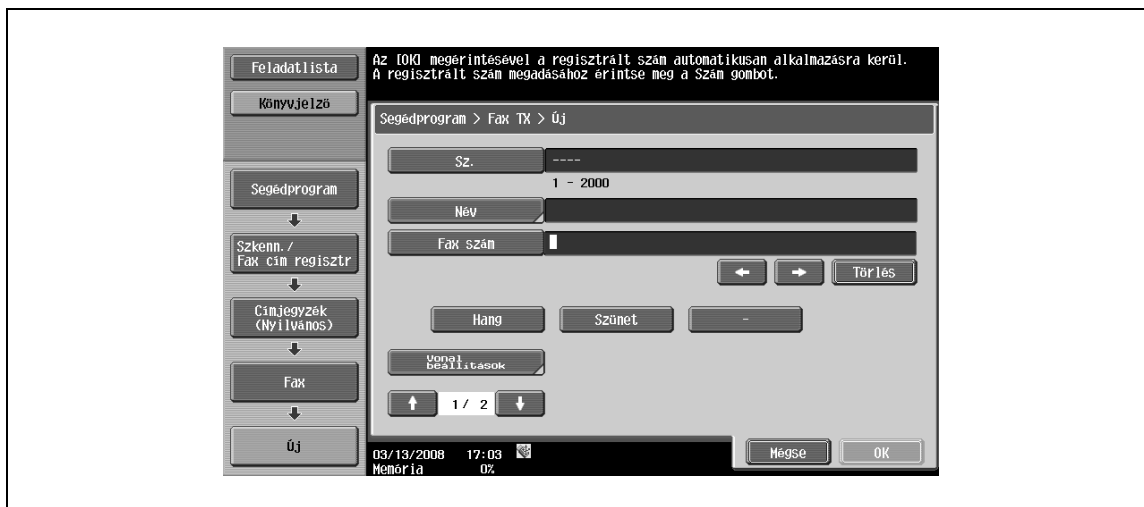 Az [OK] megérintésével a regisztrált szám automatikusan alkalmazásra kerül.
A regisztrált szám megadásához érintse meg a Szám gombot.
Feladatlista
Könyvjelző
Segédprogram > Fax TX > Új
Sz.
----
1 - 2000
Név
Fax szám
Törlés
Hang
Szünet
-
Vonal
beállítások
1/ 2
Segédprogram
Szkenn./
Fax cím regisztr
Címjegyzék
(Nyilvános)
Fax
Új
03/13/2008 17:03
Memória 0%
Mégse
OK